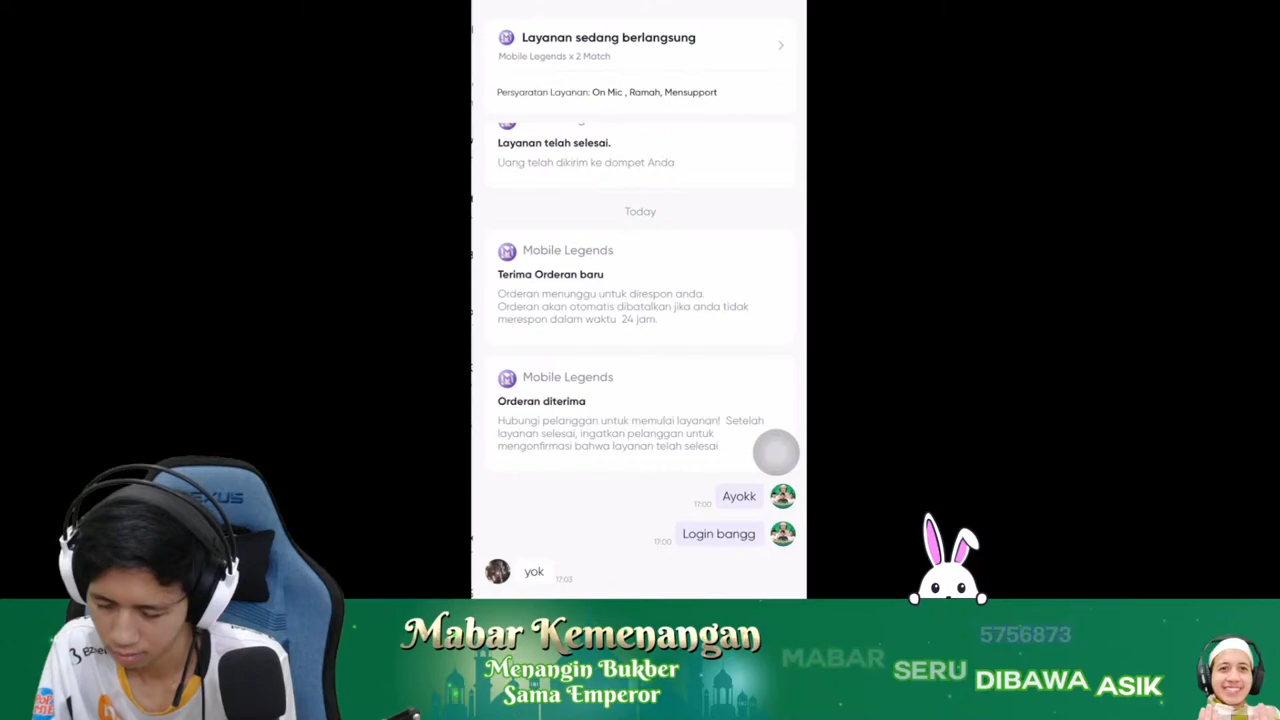 Layanan sedang berlangsung
Mobile Legends x 2 Match
Persyaratan Layanan: On Mic , Ramah, Mensupport
Layanan telah selesai.
Uang telah dikirim ke dompet Anda
Today
Mobile Legends
Terima Orderan baru
Orderan menunggu untuk direspon anda.
Orderan akan otomatis dibatalkan jika anda tidak
merespon dalam waktu 24 jam.
Mobile Legends
Orderan diterima
Hubungi pelanggan untuk memulai layanan! Setelah
layanan selesai, ingatkan pelanggan untuk
mengonfirmasi bahwa layanan telah selesai
17:00 Ayokk
17:00 Login bangg
yok 17:03
Mabar Kemenangan
Menangin Bukber
Sama Emperor
5756873
MABAR SERU DIBAWA ASIK